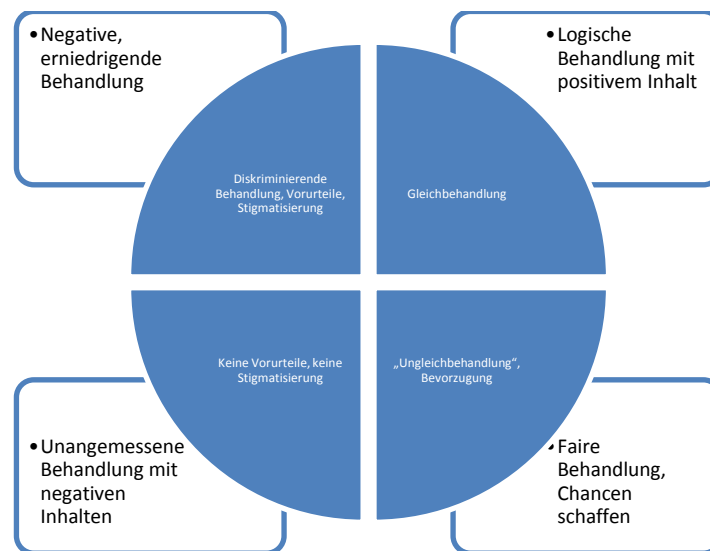 •Negative,
erniedrigende
Behandlung
•Logische
Behandlung mit
positivem Inhalt
Diskriminierende
Behandlung, Vorurteile,
Stigmatisierung
Gleichbehandlung
Keine Vorurteile, keine
Stigmatisierung
„Ungleichbehandlung“,
Bevorzugung
•Unangemessene
Behandlung mit
negativen
Inhalten
•Faire
Behandlung,
Chancen
schaffen